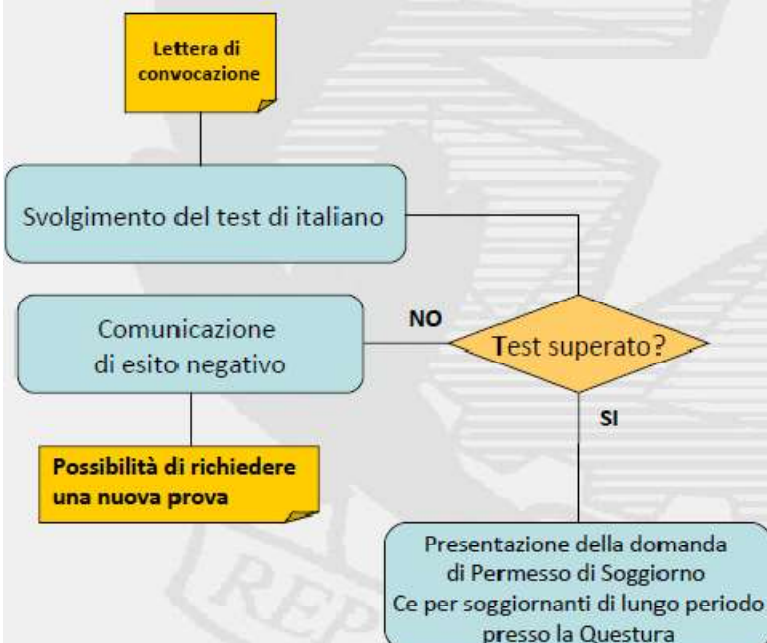 Lettera di
convocazione
Svolgimento del test di italiano
NO
Comunicazione
di esito negativo
Test superato?
SI
Possibilità di richiedere
una nuova prova
Presentazione della domanda
di Permesso di Soggiorno
Ce per soggiornanti di lungo periodo
presso la Questura
REP